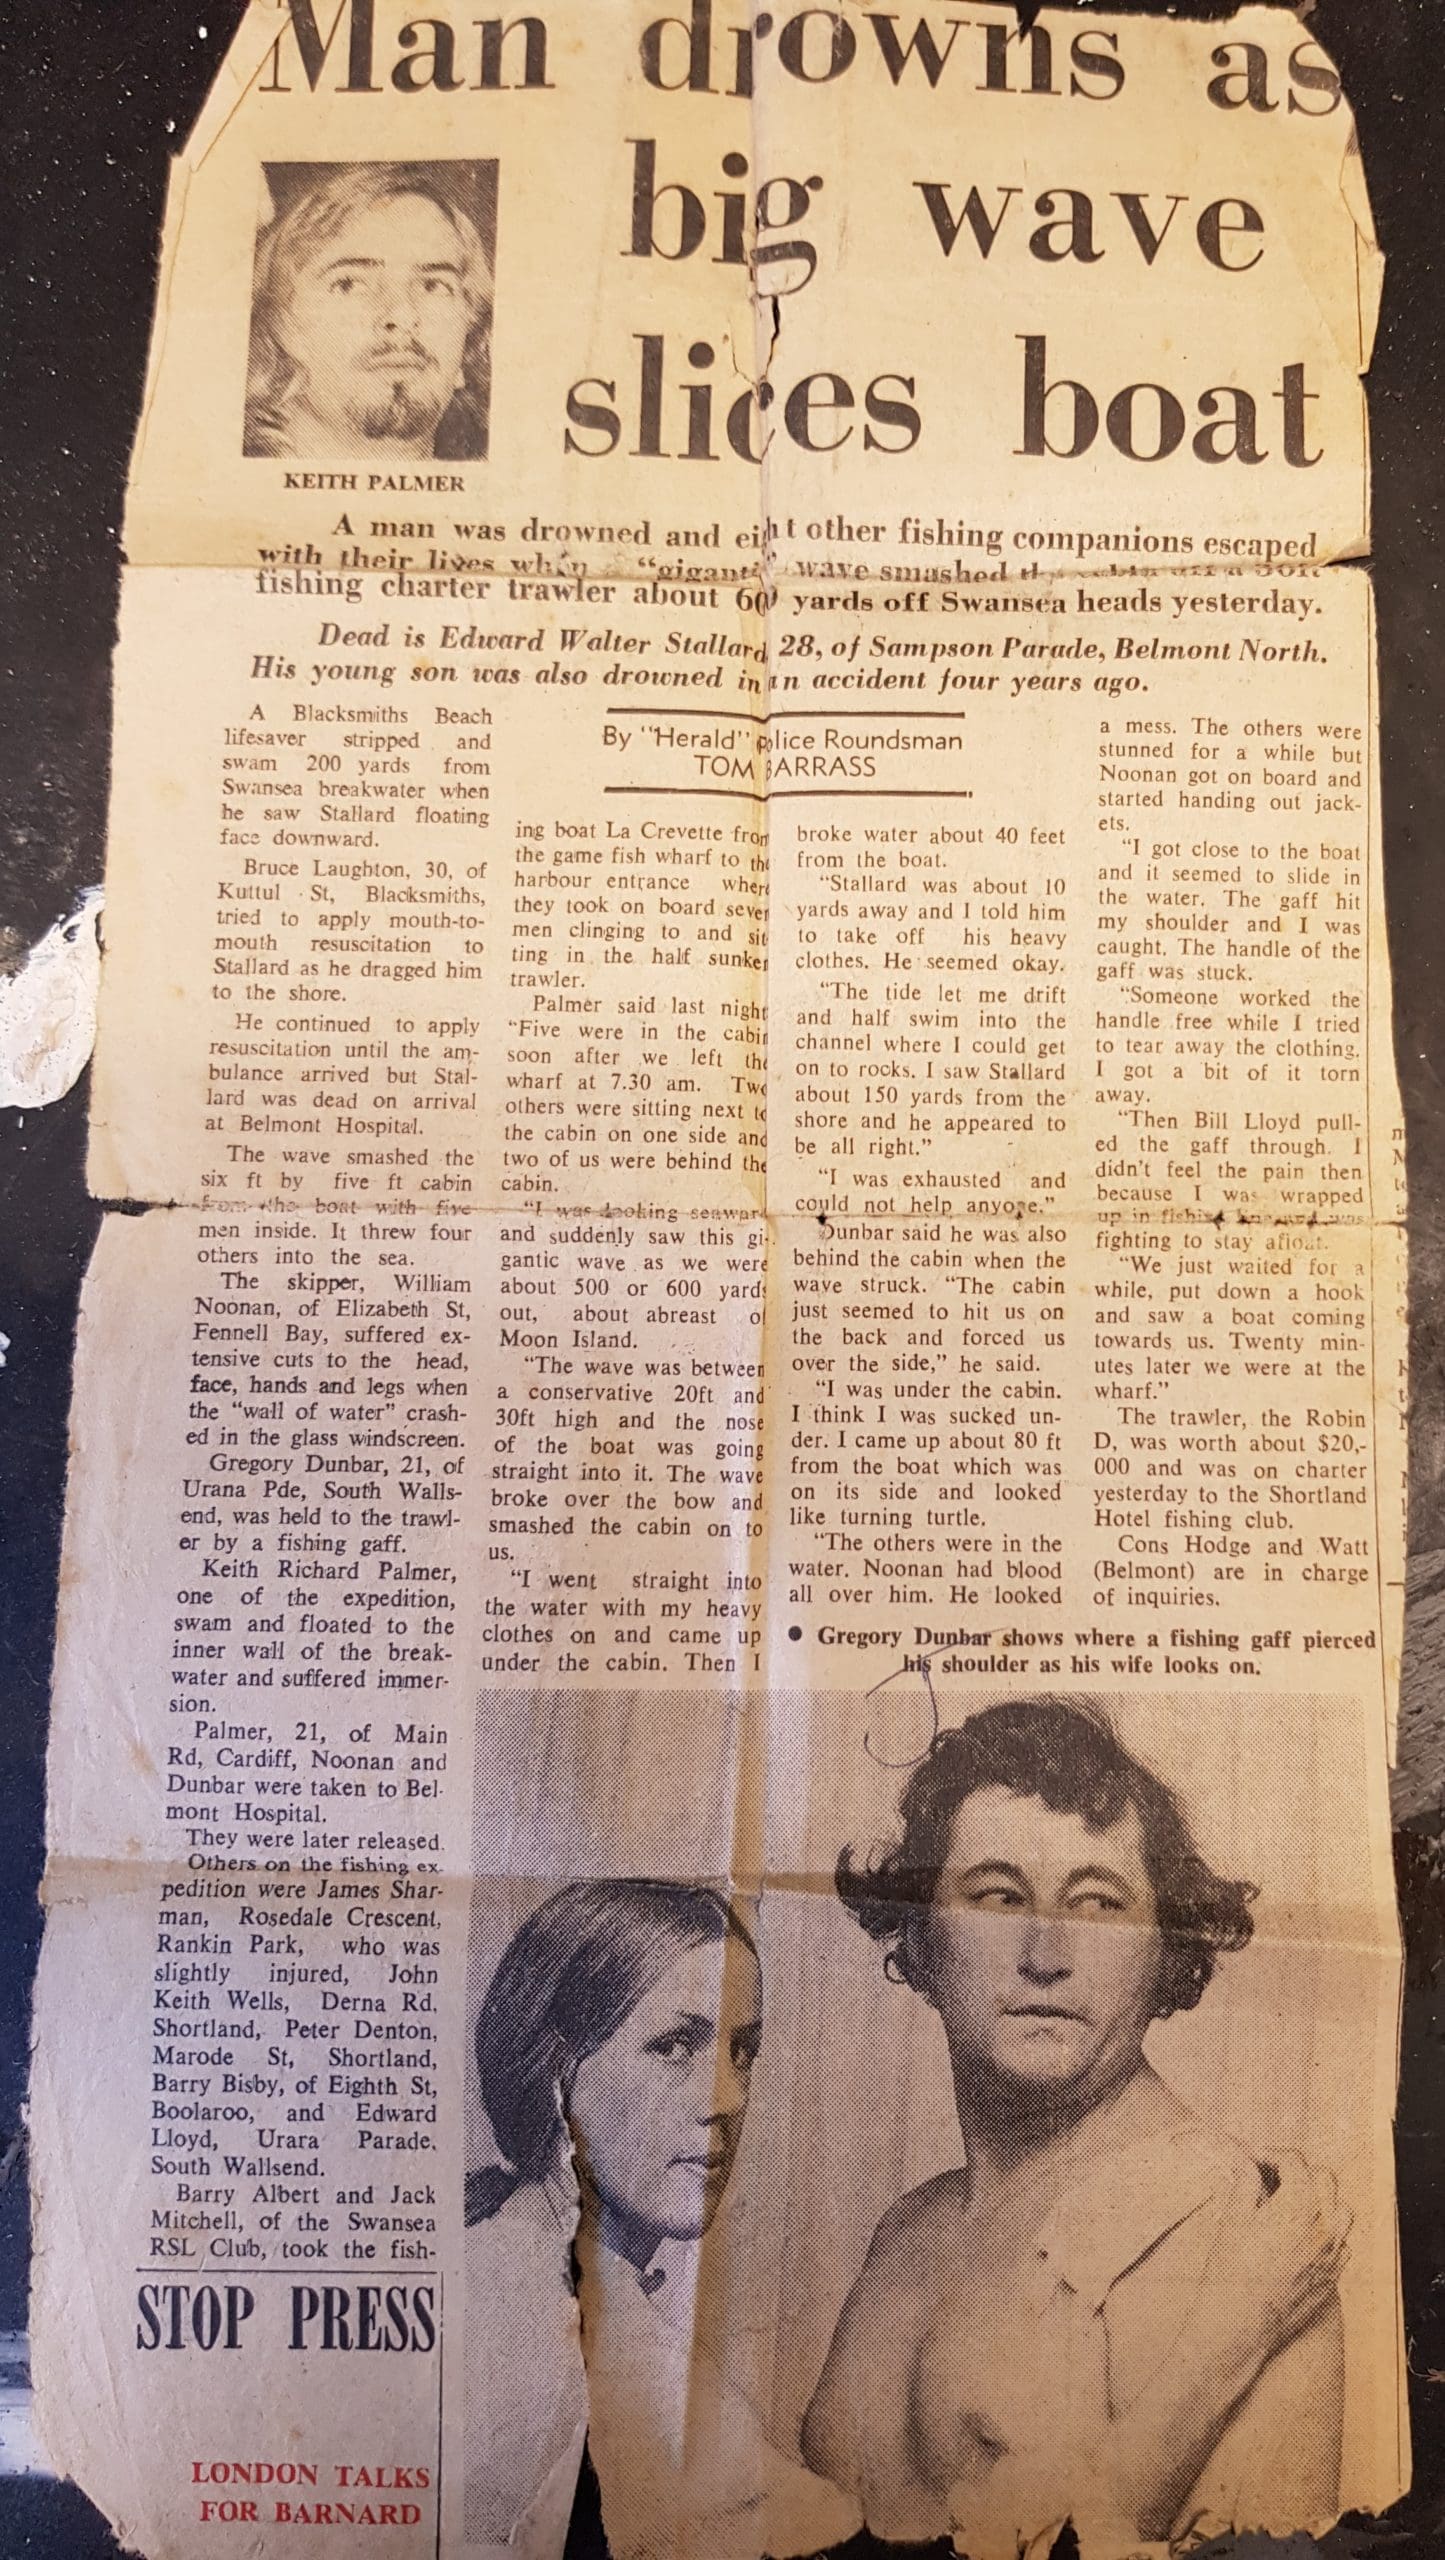 Man drowns as
big wave
slices boat
KEITH PALMER
A man was drowned and eight other fishing companions escaped
with their lives when "gigantic" wave smashed the cabin off a 30ft
fishing charter trawler about 600 yards off Swansea heads yesterday.
Dead is Edward Walter Stallard 28, of Sampson Parade, Belmont North.
His young son was also drowned in an accident four years ago.
By "Herald" Police Roundsman
TOM BARRASS
A Blacksmiths Beach
lifesaver stripped and
swam 200 yards from
Swansea breakwater when
he saw Stallard floating
face downward.
Bruce Laughton, 30, of
Kuttul St, Blacksmiths,
tried to apply mouth-to-
mouth resuscitation to
Stallard as he dragged him
to the shore.
He continued to apply
resuscitation until the am-
bulance arrived but Stal-
lard was dead on arrival
at Belmont Hospital.
The wave smashed the
six ft by five ft cabin
from the boat with five
men inside. It threw four
others into the sea.
The skipper, William
Noonan, of Elizabeth St,
Fennell Bay, suffered ex-
tensive cuts to the head,
face, hands and legs when
the "wall of water" crash-
ed in the glass windscreen.
Gregory Dunbar, 21, of
Urana Pde, South Walls-
end, was held to the trawl-
er by a fishing gaff.
Keith Richard Palmer,
one of the expedition,
swam and floated to the
inner wall of the break-
water and suffered immer-
sion.
Palmer, 21, of Main
Rd, Cardiff, Noonan and
Dunbar were taken to Bel-
mont Hospital.
They were later released.
Others on the fishing ex-
pedition were James Shar-
man, Rosedale Crescent,
Rankin Park, who was
slightly injured, John
Keith Wells, Derna Rd,
Shortland, Peter Denton,
Marode St, Shortland,
Barry Bisby, of Eighth St,
Boolaroo, and Edward
Lloyd, Urara Parade,
South Wallsend.
Barry Albert and Jack
Mitchell, of the Swansea
RSL Club, took the fish-
ing boat La Crevette from
the game fish wharf to the
harbour entrance where
they took on board seven
men clinging to and sit-
ting in the half sunken
trawler.
Palmer said last night
"Five were in the cabin
soon after we left the
wharf at 7.30 am. Two
others were sitting next to
the cabin on one side and
two of us were behind the
cabin.
"I was looking seaward
and suddenly saw this gi-
gantic wave as we were
about 500 or 600 yards
out, about abreast of
Moon Island.
"The wave was between
a conservative 20ft and
30ft high and the nose
of the boat was going
straight into it. The wave
broke over the bow and
smashed the cabin on to
us.
"I went straight into
the water with my heavy
clothes on and came up
under the cabin. Then I
broke water about 40 feet
from the boat.
"Stallard was about 10
yards away and I told him
to take off his heavy
clothes. He seemed okay.
"The tide let me drift
and half swim into the
channel where I could get
on to rocks. I saw Stallard
about 150 yards from the
shore and he appeared to
be all right."
"I was exhausted and
could not help anyone."
Dunbar said he was also
behind the cabin when the
wave struck. "The cabin
just seemed to hit us on
the back and forced us
over the side," he said.
"I was under the cabin.
I think I was sucked un-
der. I came up about 80 ft
from the boat which was
on its side and looked
like turning turtle.
"The others were in the
water. Noonan had blood
all over him. He looked
a mess. The others were
stunned for a while but
Noonan got on board and
started handing out jack-
ets.
"I got close to the boat
and it seemed to slide in
the water. The gaff hit
my shoulder and I was
caught. The handle of the
gaff was stuck.
"Someone worked the
handle free while I tried
to tear away the clothing.
I got a bit of it torn
away.
"Then Bill Lloyd pull-
ed the gaff through. I
didn't feel the pain then
because I was wrapped
up in fishing line and was
fighting to stay afloat.
"We just waited for a
while, put down a hook
and saw a boat coming
towards us. Twenty min-
utes later we were at the
wharf."
The trawler, the Robin
D, was worth about $20,-
000 and was on charter
yesterday to the Shortland
Hotel fishing club.
Cons Hodge and Watt
(Belmont) are in charge
of inquiries.
● Gregory Dunbar shows where a fishing gaff pierced
his shoulder as his wife looks on.
STOP PRESS
LONDON TALKS
FOR BARNARD